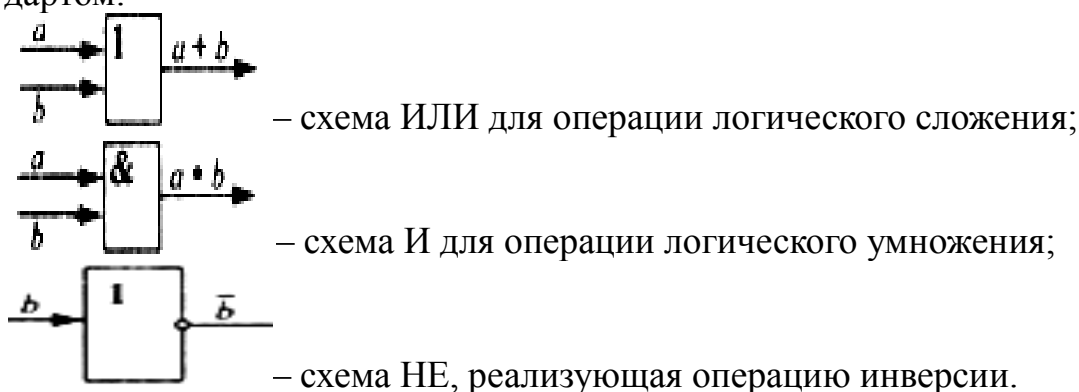 дартом:
a 1 a + b
b
– схема ИЛИ для операции логического сложения;
a & a • b
b
– схема И для операции логического умножения;
b 1 b̅
– схема НЕ, реализующая операцию инверсии.